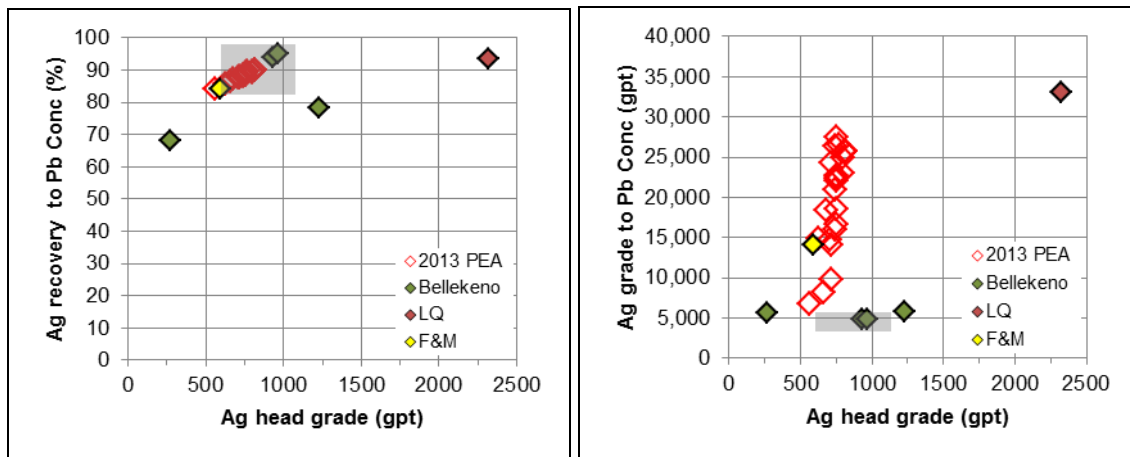 Ag recovery to Pb Conc (%)
100
90
80
70
60
50
40
30
20
10
0
2013 PEA
Bellekeno
LQ
F&M
0 500 1000 1500 2000 2500
Ag head grade (gpt)
Ag grade to Pb Conc (gpt)
40,000
35,000
30,000
25,000
20,000
15,000
10,000
5,000
0
2013 PEA
Bellekeno
LQ
F&M
0 500 1000 1500 2000 2500
Ag head grade (gpt)